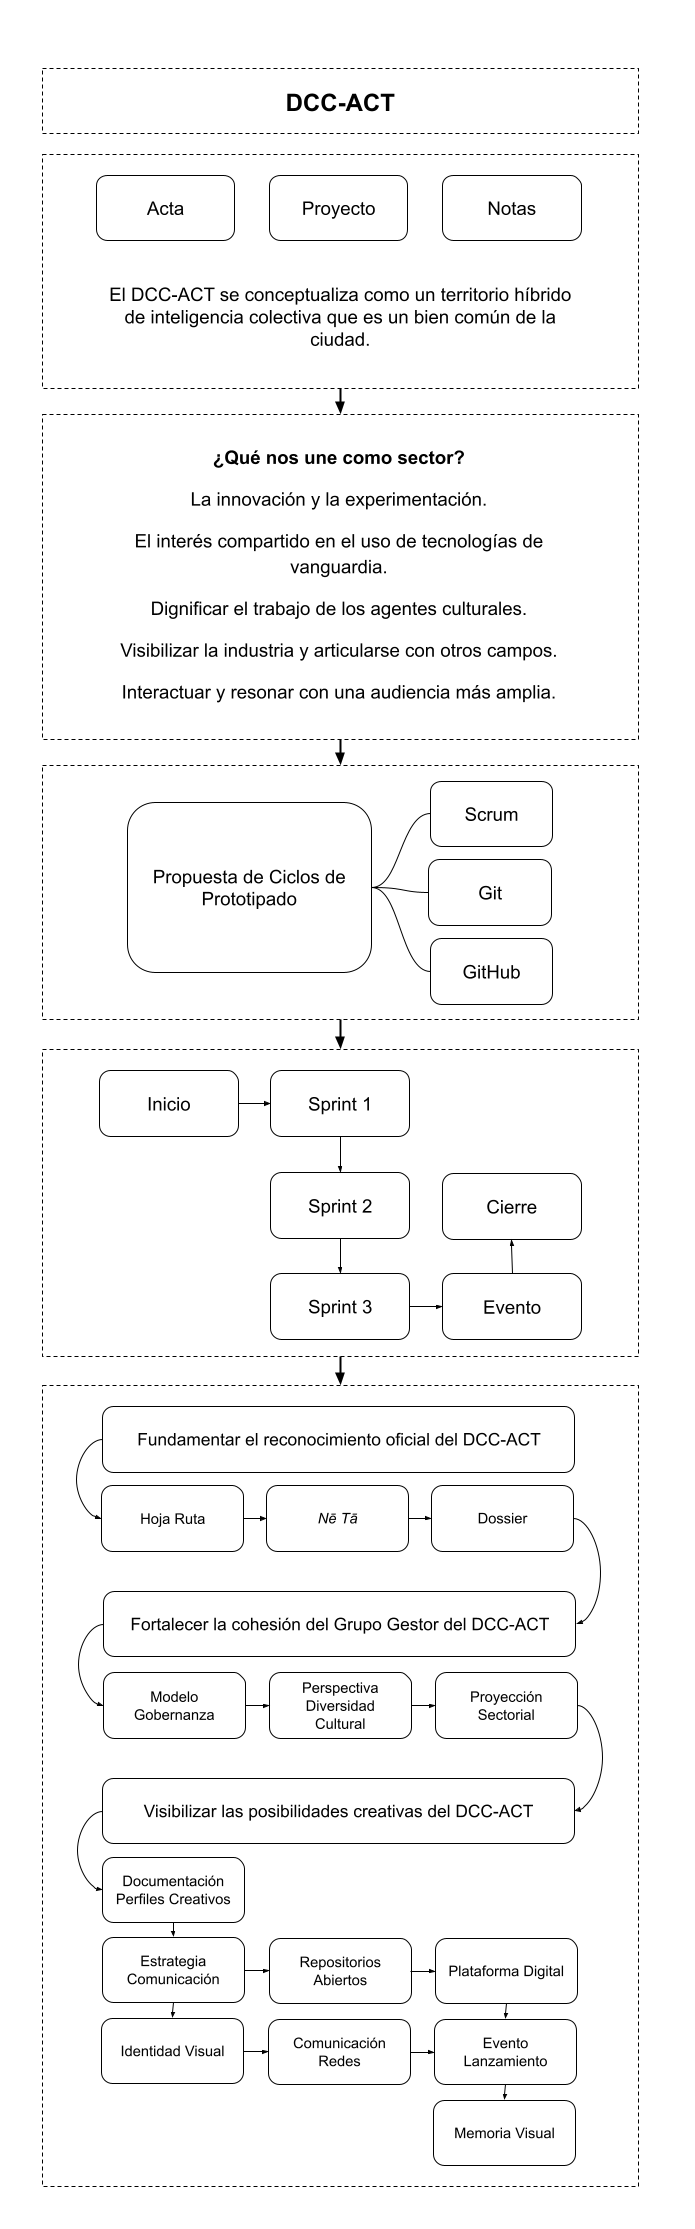 DCC-ACT
Acta
Proyecto
Notas
El DCC-ACT se conceptualiza como un territorio híbrido
de inteligencia colectiva que es un bien común de la
ciudad.
¿Qué nos une como sector?
La innovación y la experimentación.
El interés compartido en el uso de tecnologías de
vanguardia.
Dignificar el trabajo de los agentes culturales.
Visibilizar la industria y articularse con otros campos.
Interactuar y resonar con una audiencia más amplia.
Propuesta de Ciclos de
Prototipado
Scrum
Git
GitHub
Inicio
Sprint 1
Sprint 2
Sprint 3
Evento
Cierre
Fundamentar el reconocimiento oficial del DCC-ACT
Hoja Ruta
Nē Tā
Dossier
Fortalecer la cohesión del Grupo Gestor del DCC-ACT
Modelo
Gobernanza
Perspectiva
Diversidad
Cultural
Proyección
Sectorial
Visibilizar las posibilidades creativas del DCC-ACT
Documentación
Perfiles Creativos
Estrategia
Comunicación
Repositorios
Abiertos
Plataforma Digital
Identidad Visual
Comunicación
Redes
Evento
Lanzamiento
Memoria Visual